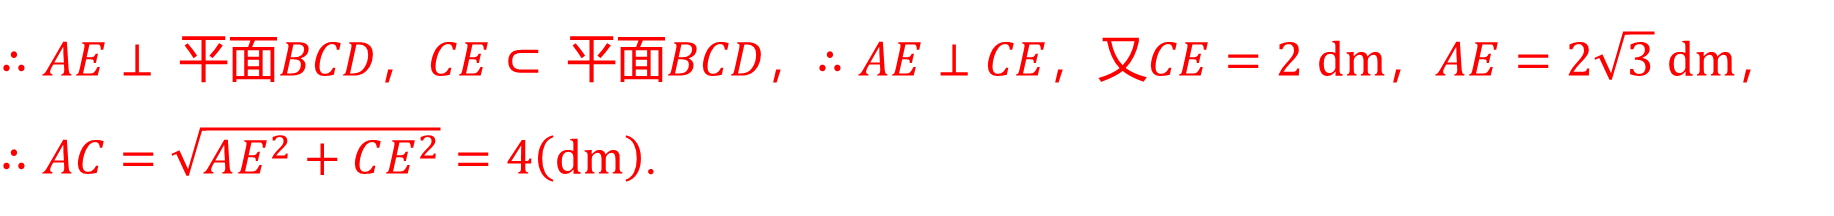 ∴ AE ⊥ 平面BCD，CE ⊂ 平面BCD，∴ AE ⊥ CE，又CE = 2 dm，AE = 2√3 dm，
∴ AC = √(AE² + CE²) = 4(dm).